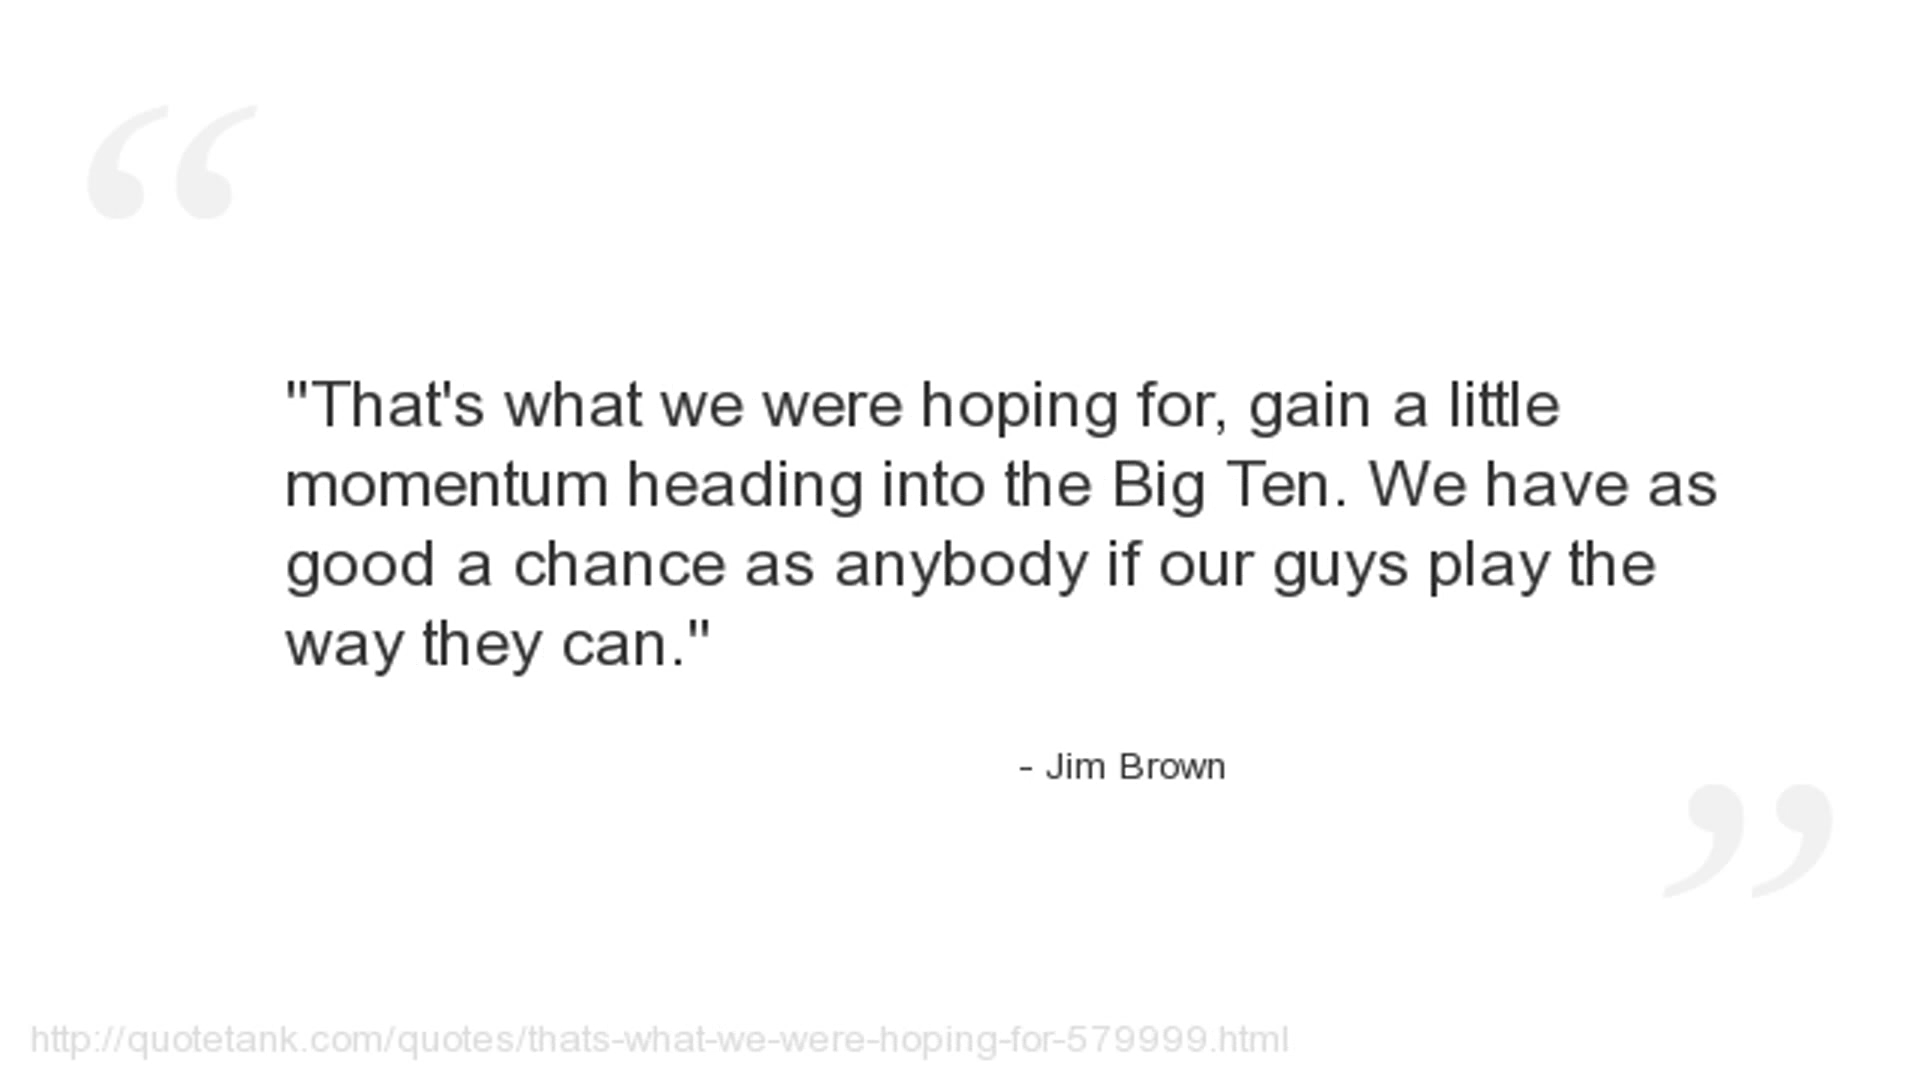 "That's what we were hoping for, gain a little
momentum heading into the Big Ten. We have as
good a chance as anybody if our guys play the
way they can."
- Jim Brown
http://quotetank.com/quotes/thats-what-we-were-hoping-for-579999.html